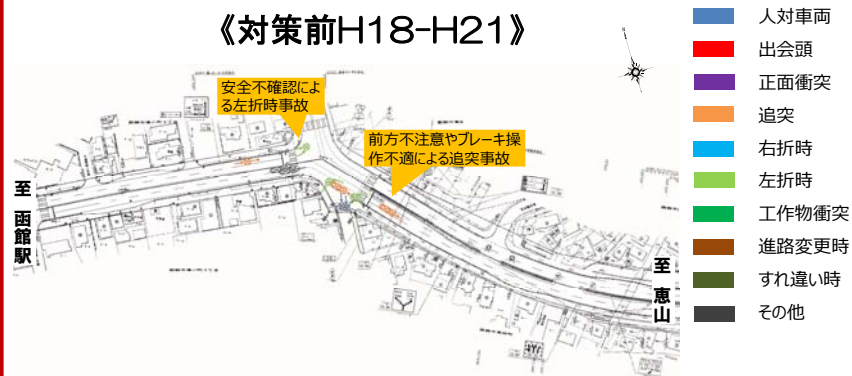 《対策前H18-H21》
安全不確認によ
る左折時事故
前方不注意やブレーキ操
作不適による追突事故
至 函館駅
至 恵山
人対車両
出会頭
正面衝突
追突
右折時
左折時
工作物衝突
進路変更時
すれ違い時
その他